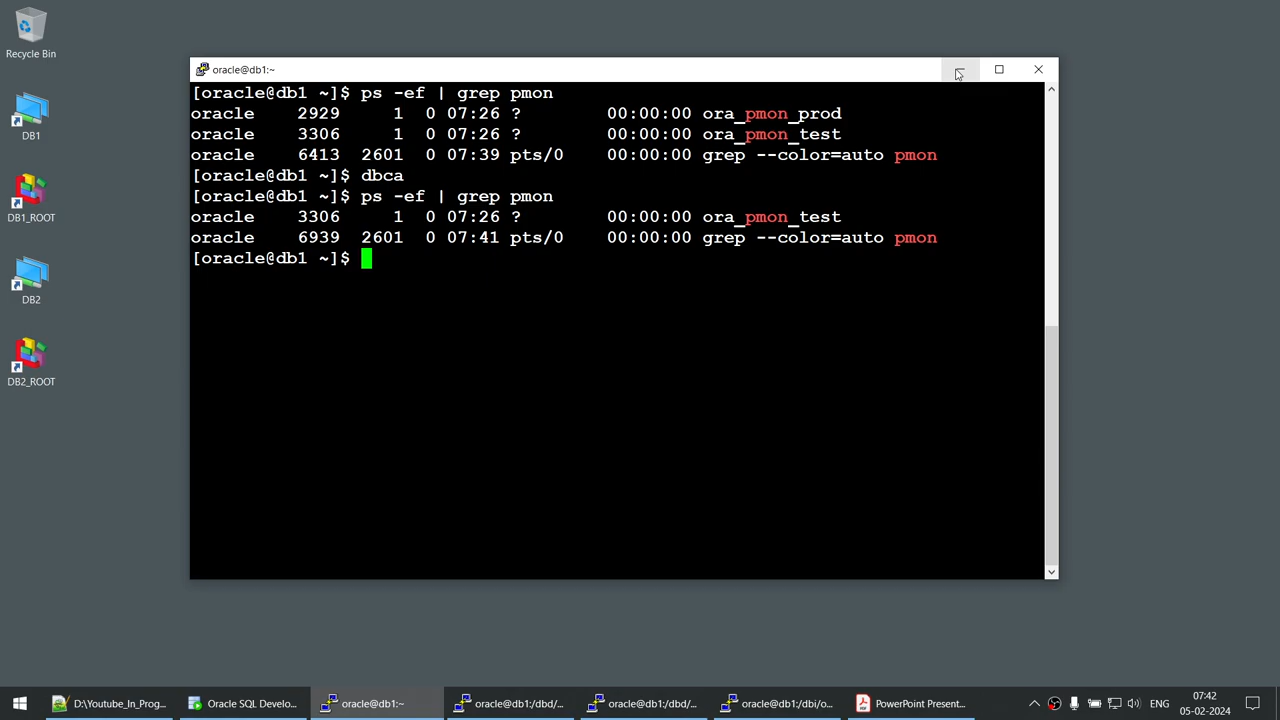 Recycle Bin
DB1
DB1_ROOT
DB2
DB2_ROOT
oracle@db1:~
[oracle@db1 ~]$ ps -ef | grep pmon
oracle 2929 1 0 07:26 ? 00:00:00 ora_pmon_prod
oracle 3306 1 0 07:26 ? 00:00:00 ora_pmon_test
oracle 6413 2601 0 07:39 pts/0 00:00:00 grep --color=auto pmon
[oracle@db1 ~]$ dbca
[oracle@db1 ~]$ ps -ef | grep pmon
oracle 3306 1 0 07:26 ? 00:00:00 ora_pmon_test
oracle 6939 2601 0 07:41 pts/0 00:00:00 grep --color=auto pmon
[oracle@db1 ~]$
D:\Youtube_In_Prog...
Oracle SQL Develo...
oracle@db1:~
oracle@db1:/dbd/...
oracle@db1:/dbd/...
oracle@db1:/dbi/o...
PowerPoint Present...
ENG
07:42
05-02-2024